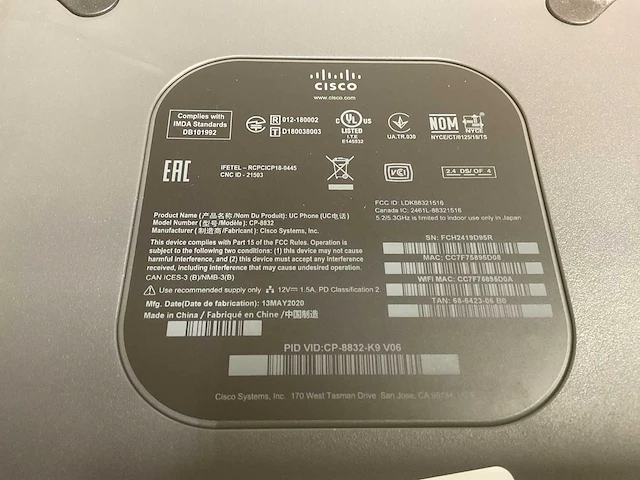 CISCO
www.cisco.com
Complies with
IMDA Standards
DB101992
R 012-180002
T D180038003
C UL US
LISTED
I.T.E
E145532
UA.TR.030
NOM NYCE
NYCE/CT/0125/18/TS
EAC
IFETEL - RCPCICP18-0445
CNC ID - 21503
VCCI
2.4 DS/ OF 4
FCC ID: LDK88321516
Canada IC: 2461L-88321516
5.2/5.3GHz is limited to indoor use only in Japan
Product Name (产品名称/Nom Du Produit): UC Phone (UC电话)
Model Number (型号/Modèle): CP-8832
Manufacturer (制造商/Fabricant): Cisco Systems, Inc.
This device complies with Part 15 of the FCC Rules. Operation is
subject to the following two conditions: (1) this device may not cause
harmful interference, and (2) this device must accept any interference
received, including interference that may cause undesired operation.
CAN ICES-3 (B)/NMB-3(B)
Use recommended supply only 12V 1.5A, PD Classification 2
Mfg. Date(Date de fabrication): 13MAY2020
Made in China / Fabriqué en Chine /中国制造
SN: FCH2419D95R
MAC: CC7F75895D08
WIFI MAC: CC7F75895D0A
TAN: 68-6423-06 B0
PID VID:CP-8832-K9 V06
Cisco Systems, Inc. 170 West Tasman Drive San Jose, CA 95134,